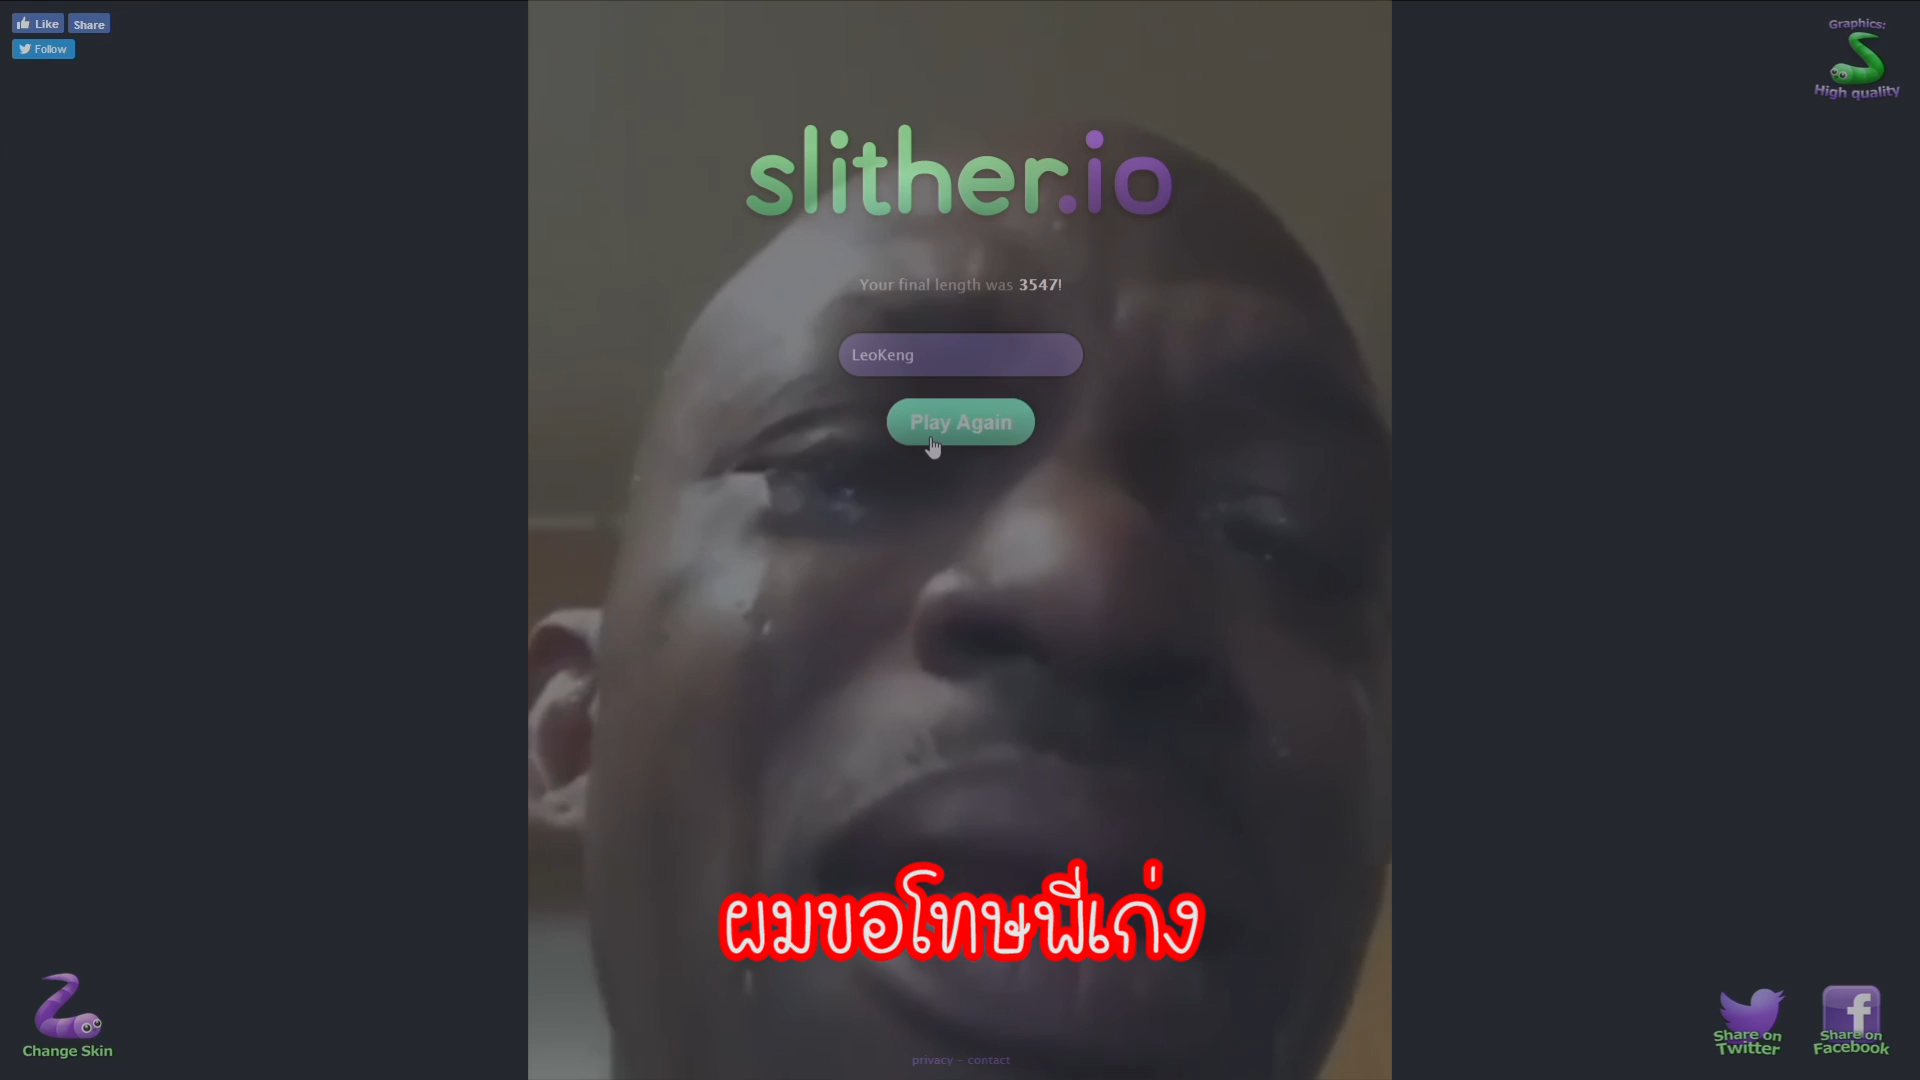 Like Share
Follow
Graphics:
High quality
slither.io
Your final length was 3547!
LeoKeng
Play Again
ผมขอโทษพี่เก่ง
Change Skin
Share on Twitter
Share on Facebook
privacy - contact